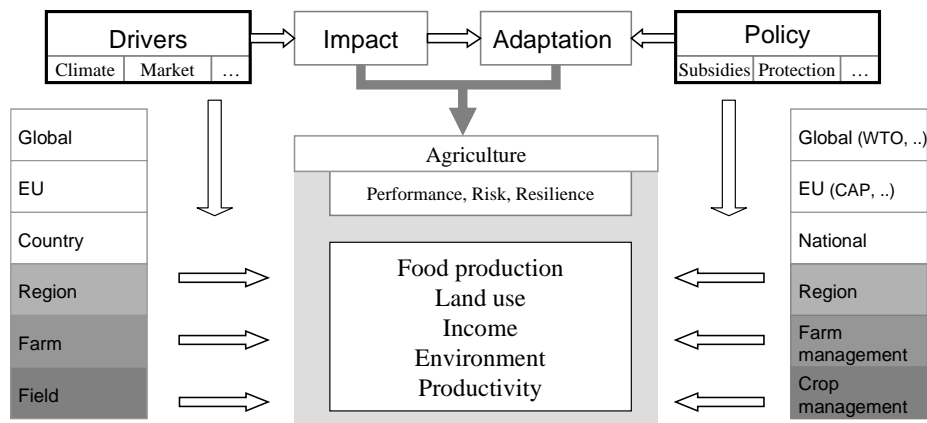 Drivers
Climate Market …
Impact
Adaptation
Policy
Subsidies Protection …
Global
EU
Country
Region
Farm
Field
Agriculture
Performance, Risk, Resilience
Food production
Land use
Income
Environment
Productivity
Global (WTO, ..)
EU (CAP, ..)
National
Region
Farm
management
Crop
management